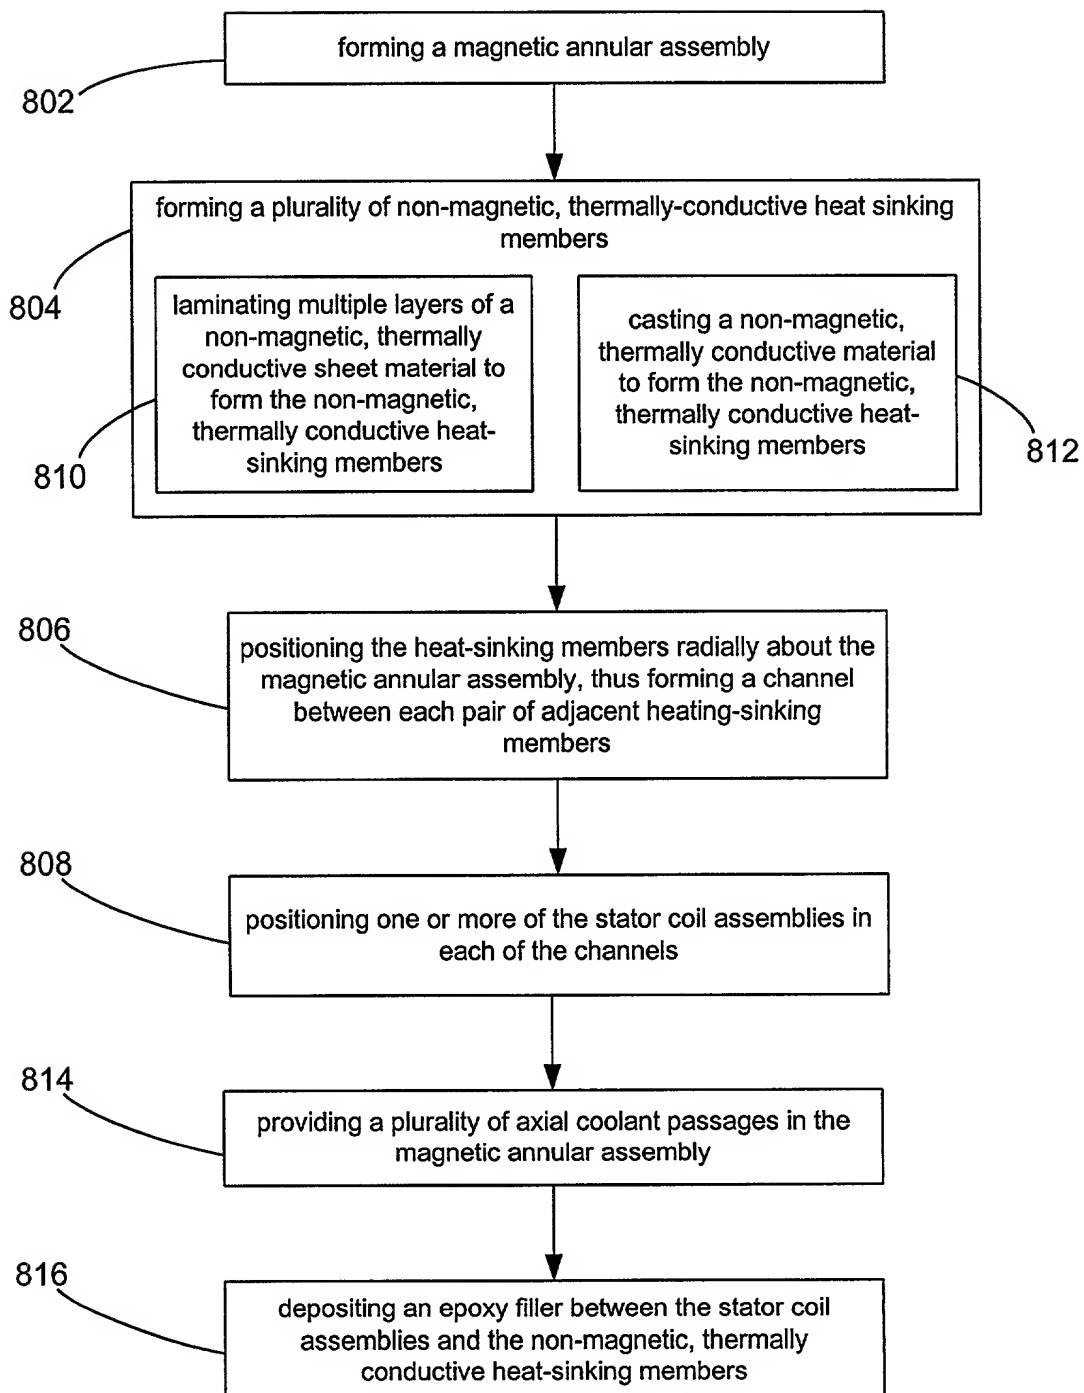 forming a magnetic annular assembly
802
forming a plurality of non-magnetic, thermally-conductive heat sinking
members
804
laminating multiple layers of a
non-magnetic, thermally
conductive sheet material to
form the non-magnetic,
thermally conductive heat-
sinking members
810
casting a non-magnetic,
thermally conductive material
to form the non-magnetic,
thermally conductive heat-
sinking members
812
806
positioning the heat-sinking members radially about the
magnetic annular assembly, thus forming a channel
between each pair of adjacent heating-sinking
members
808
positioning one or more of the stator coil assemblies in
each of the channels
814
providing a plurality of axial coolant passages in the
magnetic annular assembly
816
depositing an epoxy filler between the stator coil
assemblies and the non-magnetic, thermally
conductive heat-sinking members